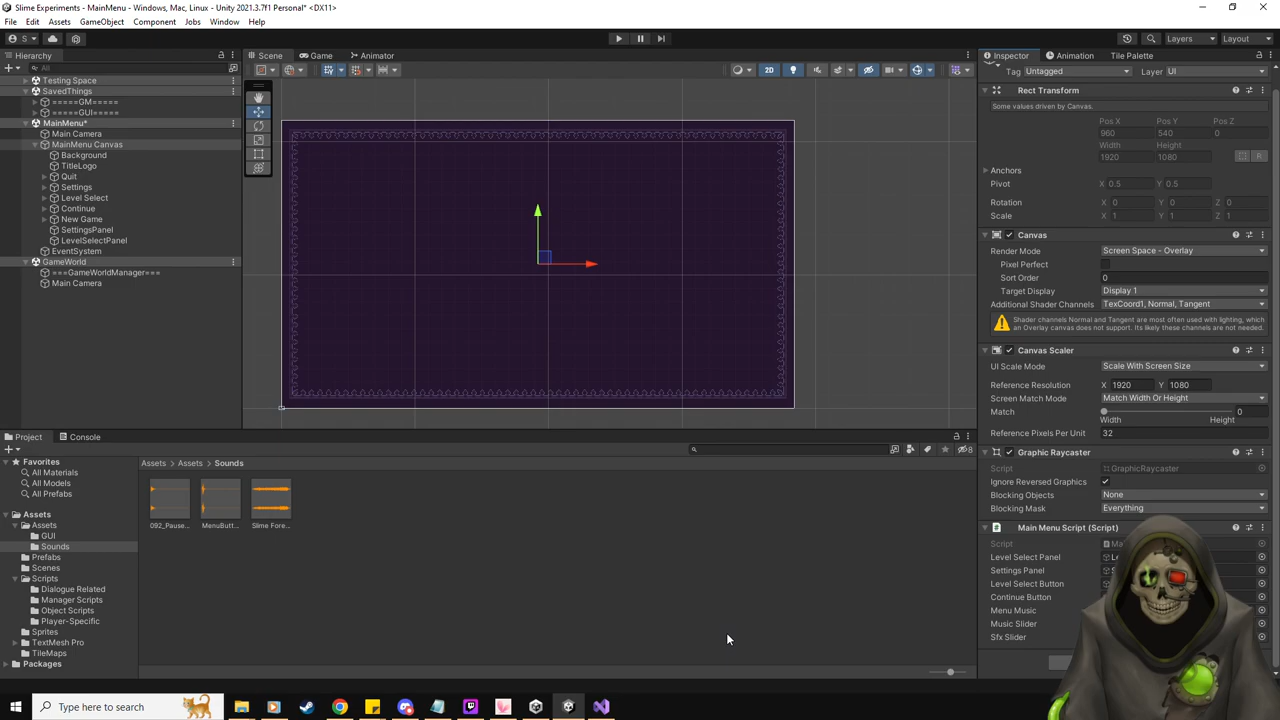 Slime Experiments - MainMenu - Windows, Mac, Linux - Unity 2021.3.7f1 Personal* <DX11>
File Edit Assets GameObject Component Jobs Window Help
S Layers Layout
Hierarchy
All
Testing Space
SavedThings
=====GM=====
=====GUI=====
MainMenu*
Main Camera
MainMenu Canvas
Background
TitleLogo
Quit
Settings
Level Select
Continue
New Game
SettingsPanel
LevelSelectPanel
EventSystem
GameWorld
===GameWorldManager===
Main Camera
Scene Game Animator
2D
Inspector Animation Tile Palette
Tag Untagged Layer UI
Rect Transform
Some values driven by Canvas.
Pos X Pos Y Pos Z
960 540 0
Width Height
1920 1080
R
Anchors
Pivot X 0.5 Y 0.5
Rotation X 0 Y 0 Z 0
Scale X 1 Y 1 Z 1
Canvas
Render Mode Screen Space - Overlay
Pixel Perfect
Sort Order 0
Target Display Display 1
Additional Shader Channels TexCoord1, Normal, Tangent
Shader channels Normal and Tangent are most often used with lighting, which
an Overlay canvas does not support. Its likely these channels are not needed.
Canvas Scaler
UI Scale Mode Scale With Screen Size
Reference Resolution X 1920 Y 1080
Screen Match Mode Match Width Or Height
Match 0
Width Height
Reference Pixels Per Unit 32
Graphic Raycaster
Script GraphicRaycaster
Ignore Reversed Graphics
Blocking Objects None
Blocking Mask Everything
Main Menu Script (Script)
Script
Level Select Panel
Settings Panel
Level Select Button
Continue Button
Menu Music
Music Slider
Sfx Slider
Project Console
8
Favorites
All Materials
All Models
All Prefabs
Assets
Assets
GUI
Sounds
Prefabs
Scenes
Scripts
Dialogue Related
Manager Scripts
Object Scripts
Player-Specific
Sprites
TextMesh Pro
TileMaps
Packages
Assets Assets Sounds
092_Pause... MenuButt... Slime Fore...
Type here to search